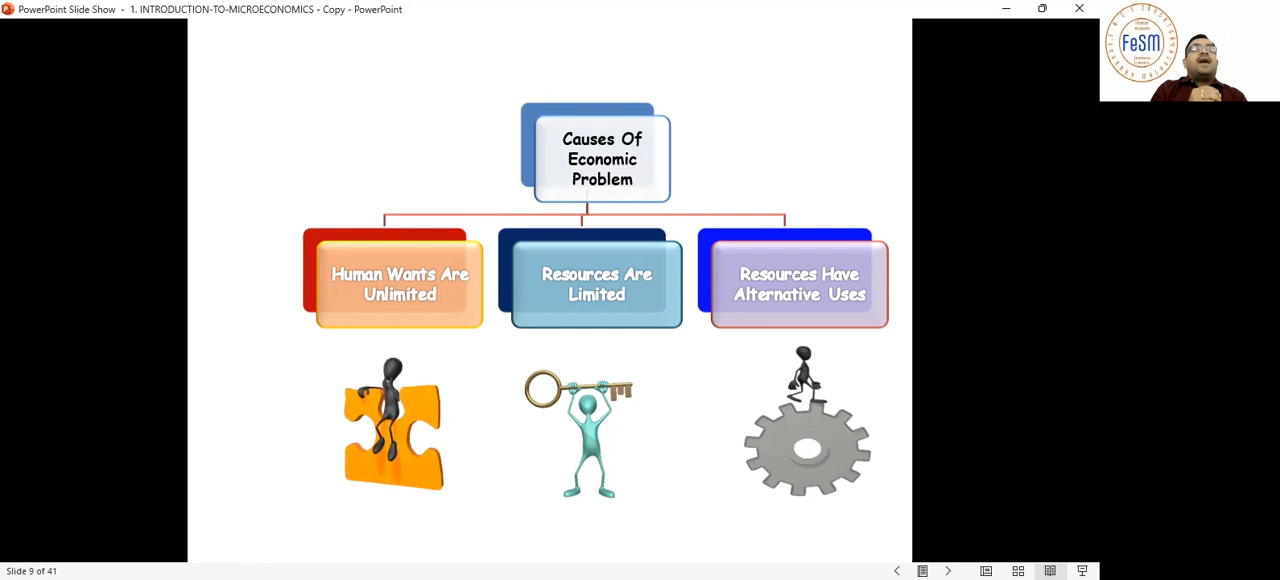 PowerPoint Slide Show - 1. INTRODUCTION-TO-MICROECONOMICS - Copy - PowerPoint
FeSM
Causes Of
Economic
Problem
Human Wants Are
Unlimited
Resources Are
Limited
Resources Have
Alternative Uses
Slide 9 of 41